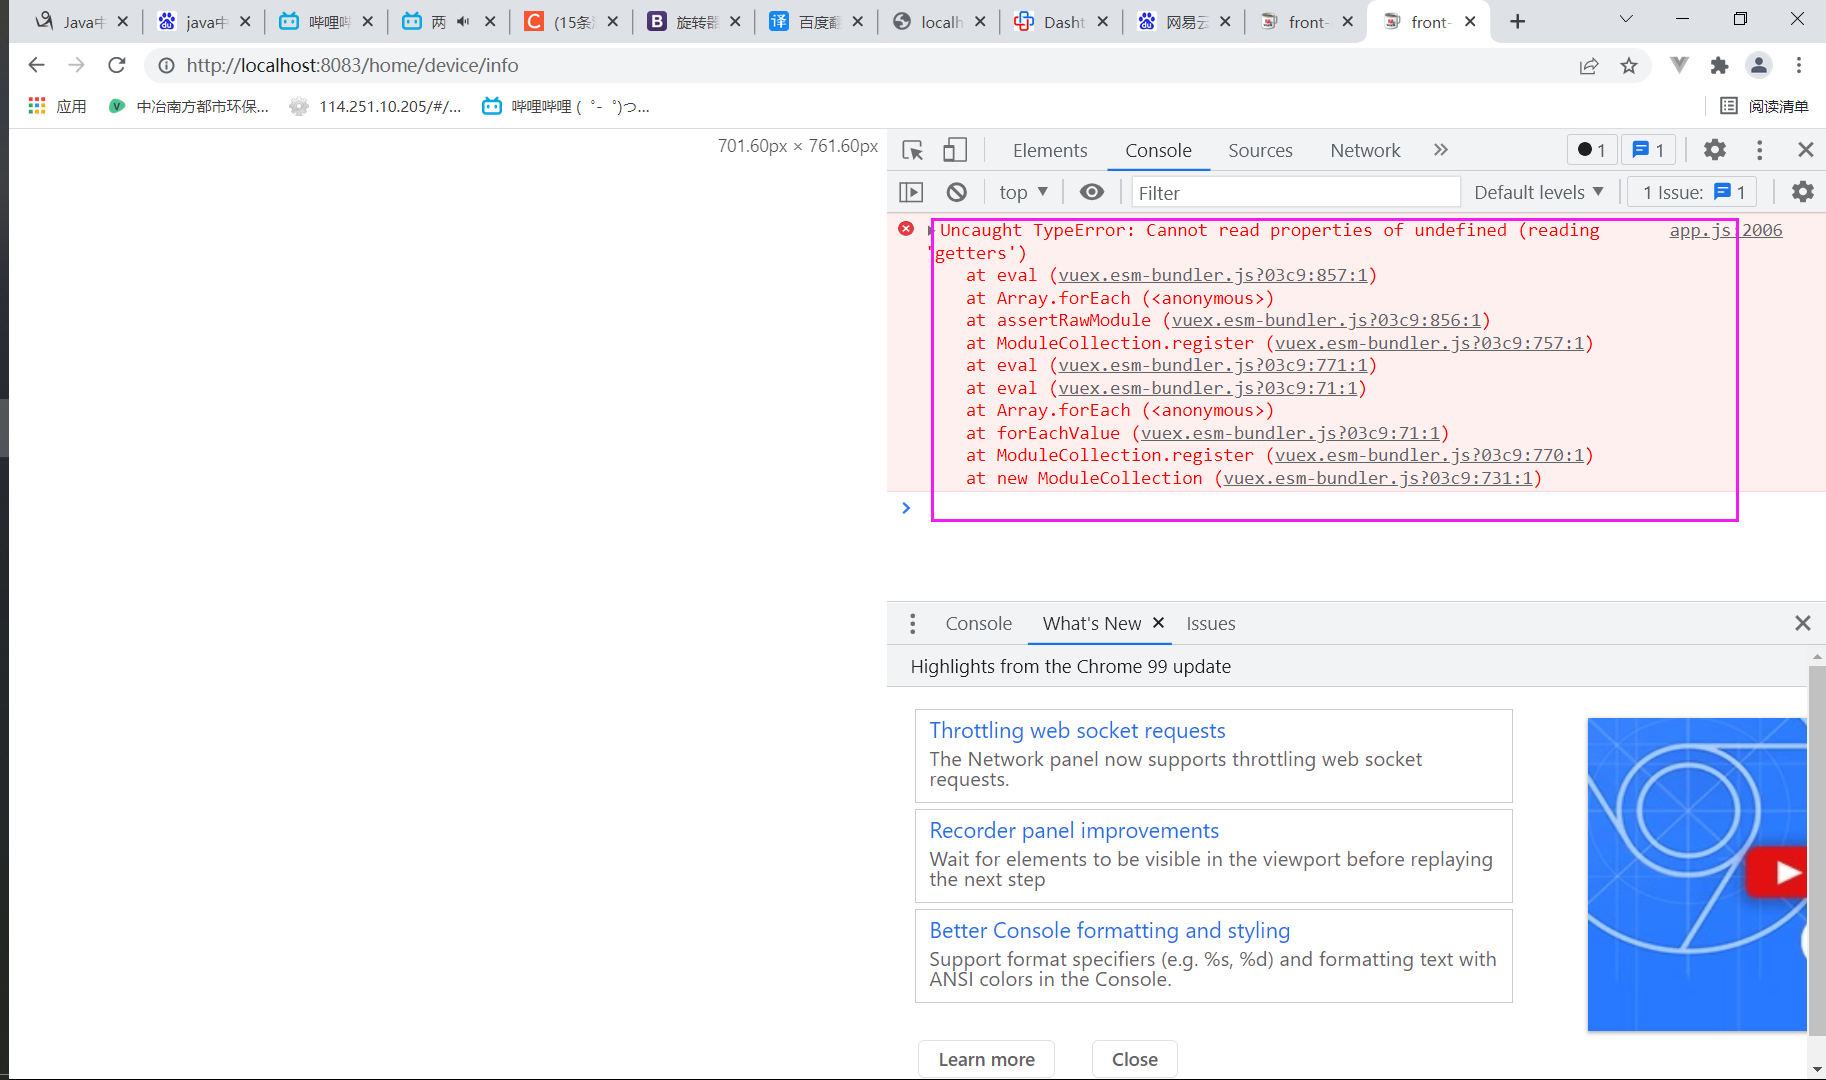 Java中
java中
哔哩哔
两
(15条消
旋转器
百度翻
localh
Dasht
网易云
front-
front-
http://localhost:8083/home/device/info
应用
中冶南方都市环保...
114.251.10.205/#/...
哔哩哔哩 (゜-゜)つ...
阅读清单
701.60px × 761.60px
Elements
Console
Sources
Network
1
1
top
Filter
Default levels
1 Issue: 1
Uncaught TypeError: Cannot read properties of undefined (reading app.js:2006
'getters')
at eval (vuex.esm-bundler.js?03c9:857:1)
at Array.forEach (<anonymous>)
at assertRawModule (vuex.esm-bundler.js?03c9:856:1)
at ModuleCollection.register (vuex.esm-bundler.js?03c9:757:1)
at eval (vuex.esm-bundler.js?03c9:771:1)
at eval (vuex.esm-bundler.js?03c9:71:1)
at Array.forEach (<anonymous>)
at forEachValue (vuex.esm-bundler.js?03c9:71:1)
at ModuleCollection.register (vuex.esm-bundler.js?03c9:770:1)
at new ModuleCollection (vuex.esm-bundler.js?03c9:731:1)
Console
What's New
Issues
Highlights from the Chrome 99 update
Throttling web socket requests
The Network panel now supports throttling web socket
requests.
Recorder panel improvements
Wait for elements to be visible in the viewport before replaying
the next step
Better Console formatting and styling
Support format specifiers (e.g. %s, %d) and formatting text with
ANSI colors in the Console.
Learn more
Close